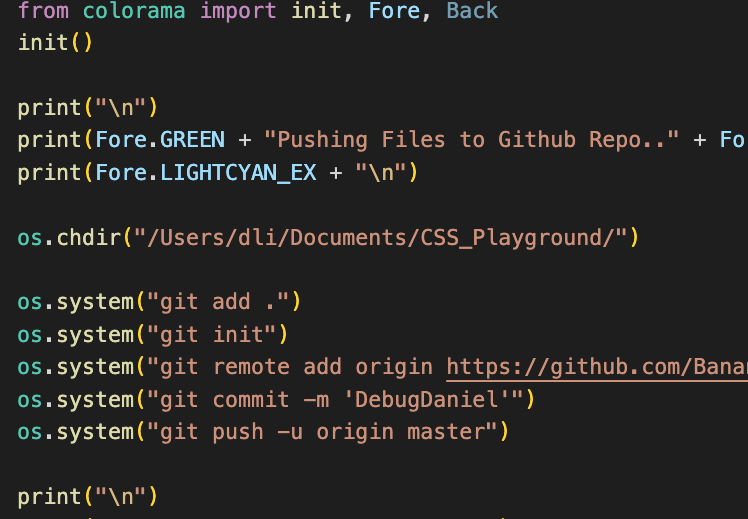 from colorama import init, Fore, Back
init()
print("\n")
print(Fore.GREEN + "Pushing Files to Github Repo.." + Fo
print(Fore.LIGHTCYAN_EX + "\n")
os.chdir("/Users/dli/Documents/CSS_Playground/")
os.system("git add .")
os.system("git init")
os.system("git remote add origin https://github.com/Banan
os.system("git commit -m 'DebugDaniel'")
os.system("git push -u origin master")
print("\n")